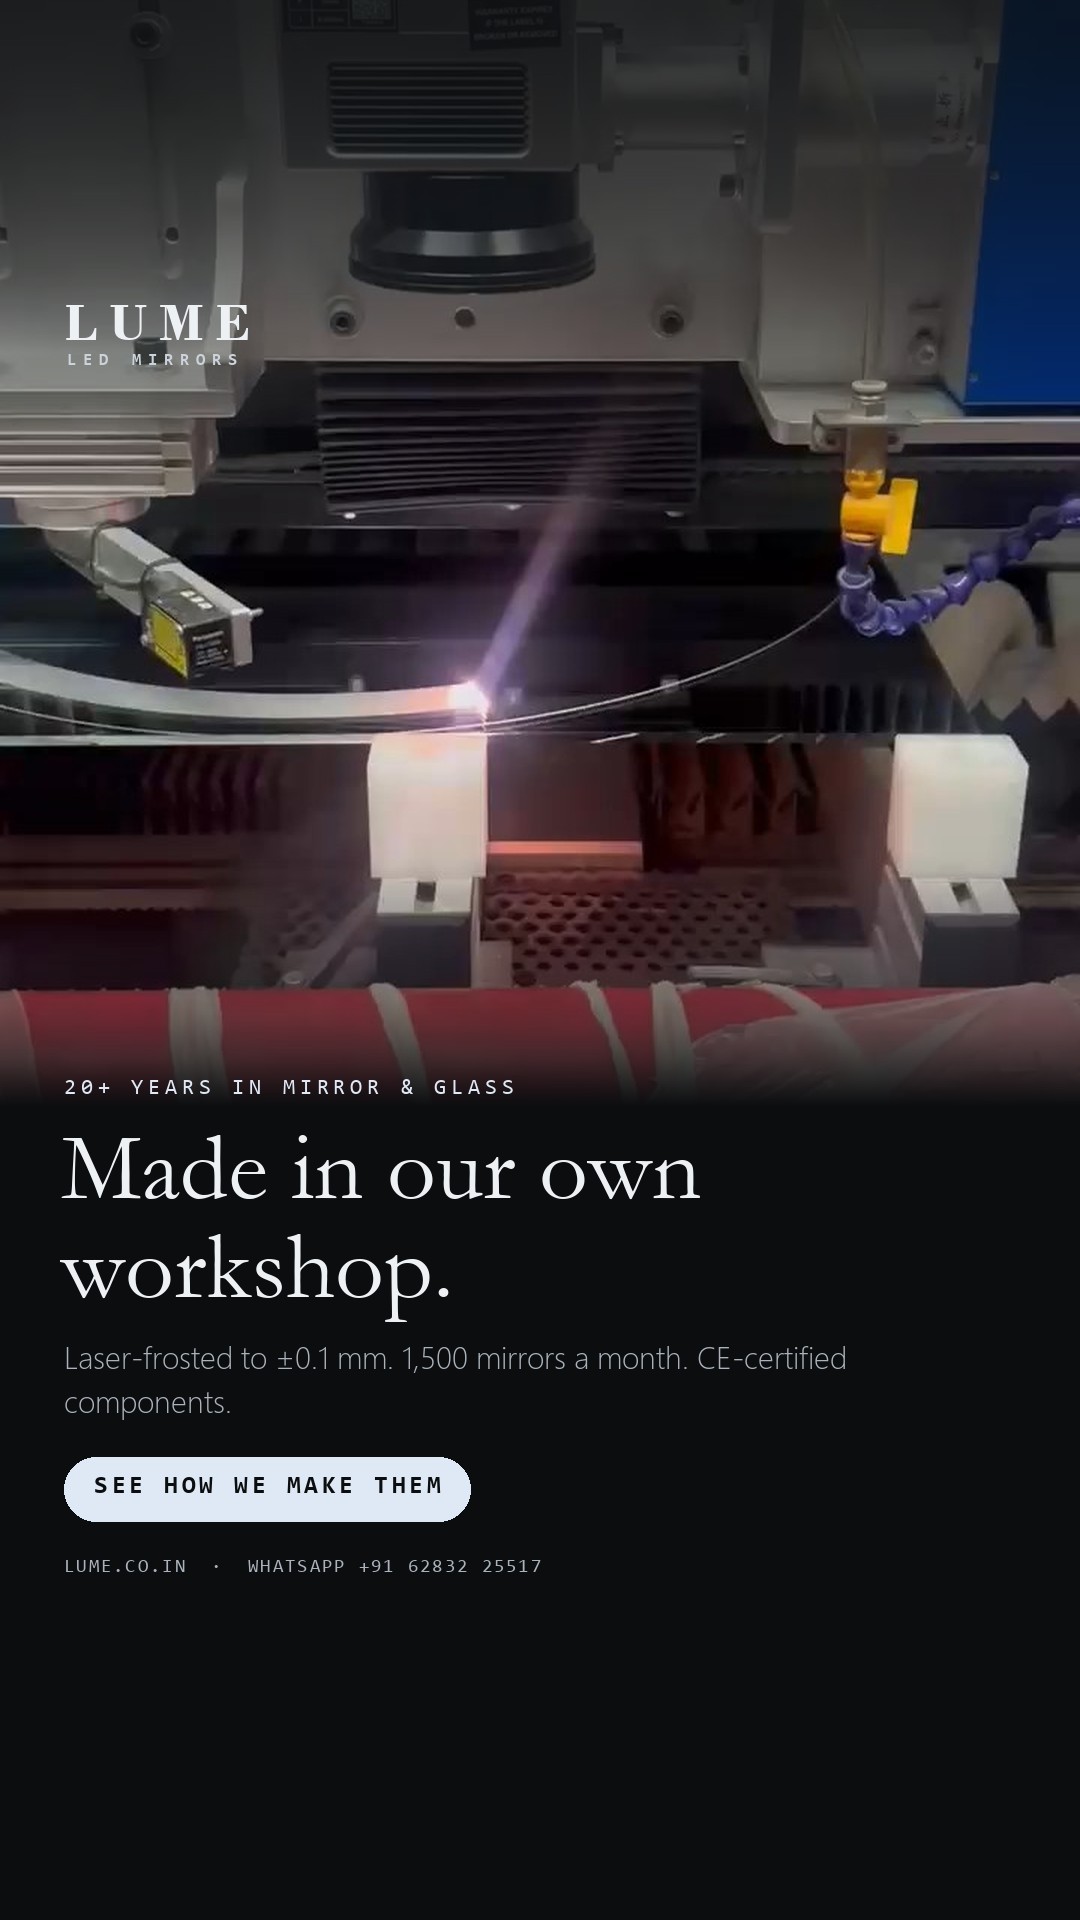 LUME
LED MIRRORS
20+ YEARS IN MIRROR & GLASS
Made in our own
workshop.
Laser-frosted to ±0.1 mm. 1,500 mirrors a month. CE-certified
components.
SEE HOW WE MAKE THEM
LUME.CO.IN · WHATSAPP +91 62832 25517